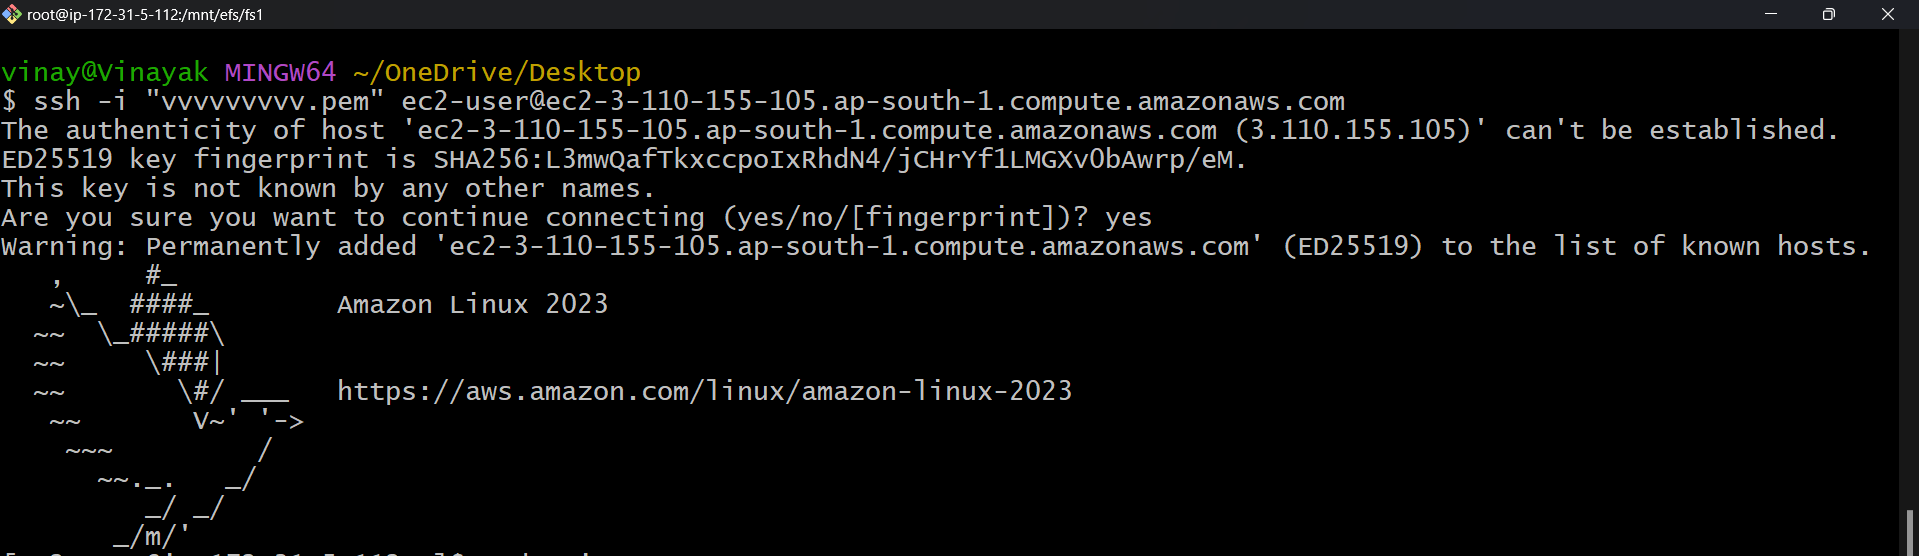 root@ip-172-31-5-112:/mnt/efs/fs1
vinay@Vinayak MINGW64 ~/OneDrive/Desktop
$ ssh -i "vvvvvvvvv.pem" ec2-user@ec2-3-110-155-105.ap-south-1.compute.amazonaws.com
The authenticity of host 'ec2-3-110-155-105.ap-south-1.compute.amazonaws.com (3.110.155.105)' can't be established.
ED25519 key fingerprint is SHA256:L3mwQafTkxccpoIxRhdN4/jCHrYf1LMGXv0bAwrp/eM.
This key is not known by any other names.
Are you sure you want to continue connecting (yes/no/[fingerprint])? yes
Warning: Permanently added 'ec2-3-110-155-105.ap-south-1.compute.amazonaws.com' (ED25519) to the list of known hosts.
   ,     #_
   ~\_  ####_        Amazon Linux 2023
  ~~  \_#####\
  ~~     \###|
  ~~       \#/ ___   https://aws.amazon.com/linux/amazon-linux-2023
   ~~       V~' '->
    ~~~         /
      ~~._.   _/
         _/ _/
       _/m/'